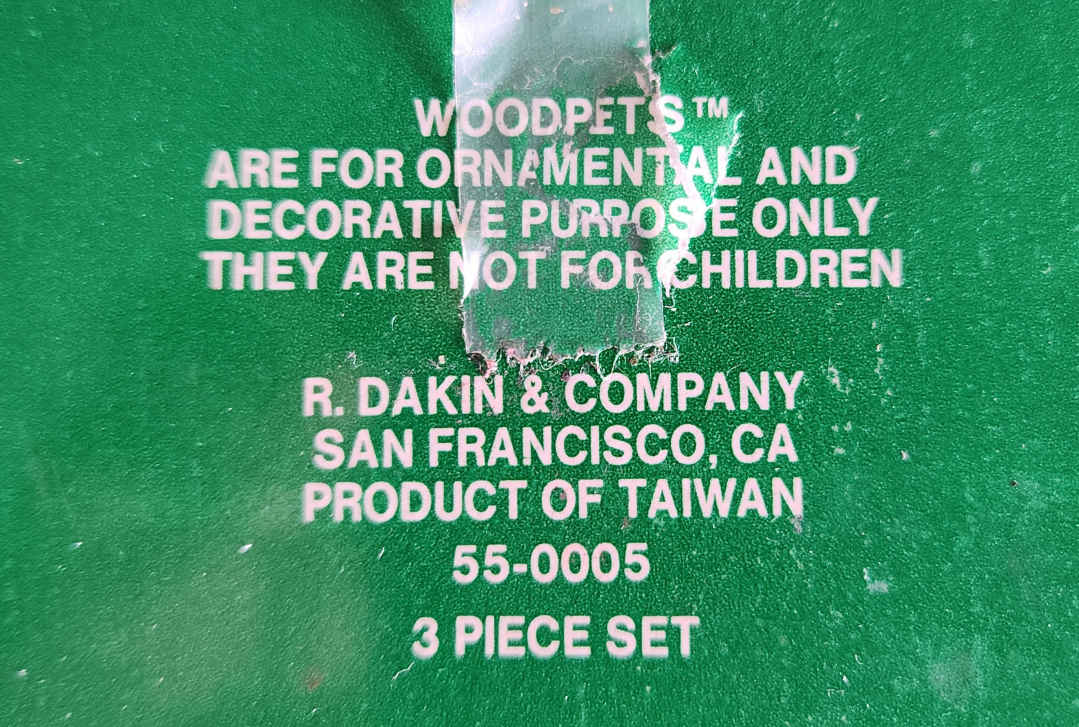 WOODPETS™
ARE FOR ORNAMENTAL AND
DECORATIVE PURPOSE ONLY
THEY ARE NOT FOR CHILDREN
R. DAKIN & COMPANY
SAN FRANCISCO, CA
PRODUCT OF TAIWAN
55-0005
3 PIECE SET